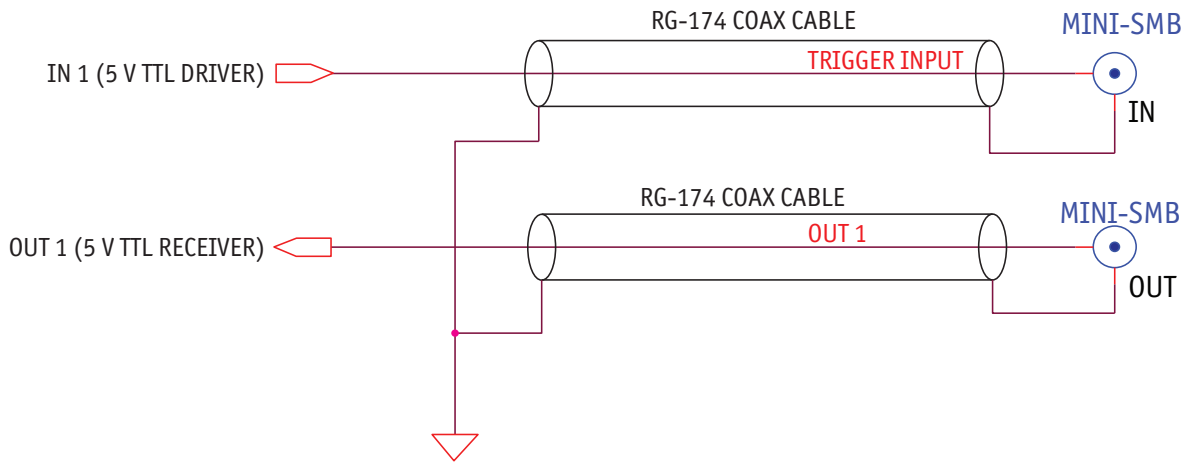 RG-174 COAX CABLE
MINI-SMB
IN 1 (5 V TTL DRIVER)
TRIGGER INPUT
IN
RG-174 COAX CABLE
MINI-SMB
OUT 1 (5 V TTL RECEIVER)
OUT 1
OUT